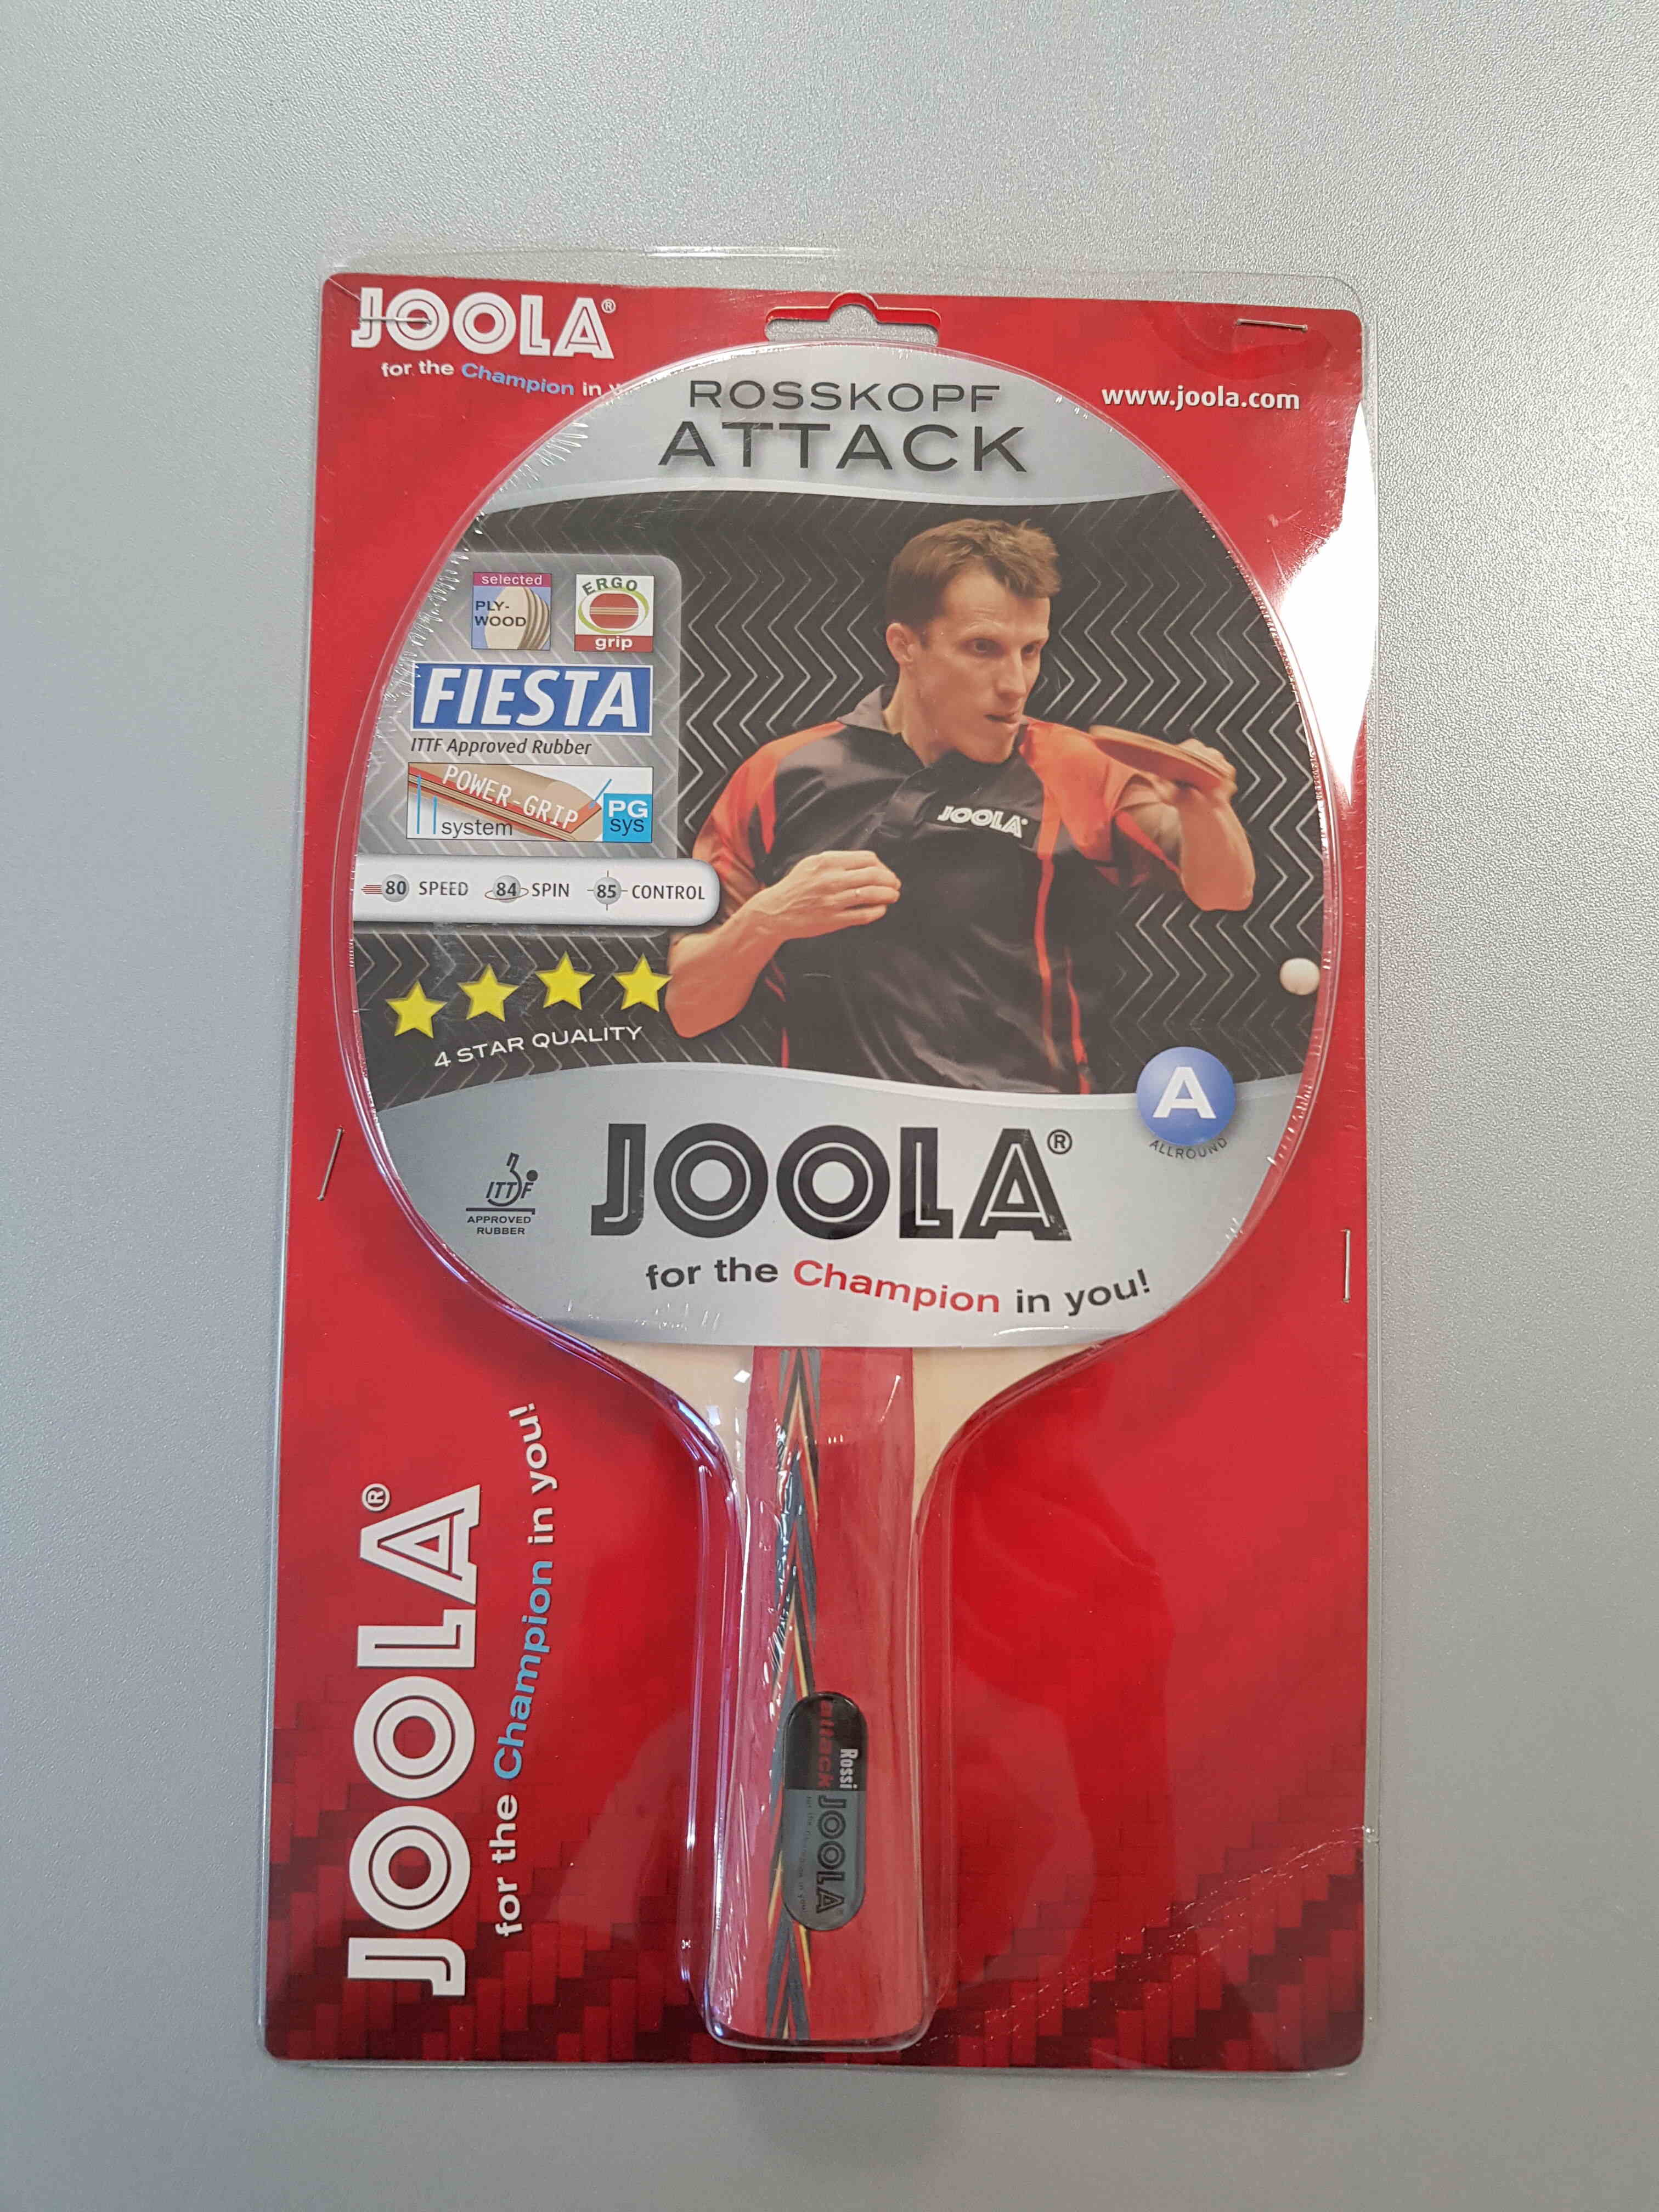 JOOLA®
for the Champion in
www.joola.com
ROSSKOPF
ATTACK
selected
PLY-
WOOD
ERGO
grip
FIESTA
ITTF Approved Rubber
POWER-GRIP
system
PG
sys
80 SPEED 84 SPIN 85 CONTROL
JOOLA
4 STAR QUALITY
A
ALLROUND
ITTF
APPROVED
RUBBER
JOOLA®
for the Champion in you!
JOOLA®
for the Champion in you!
Rossi
attack
JOOLA